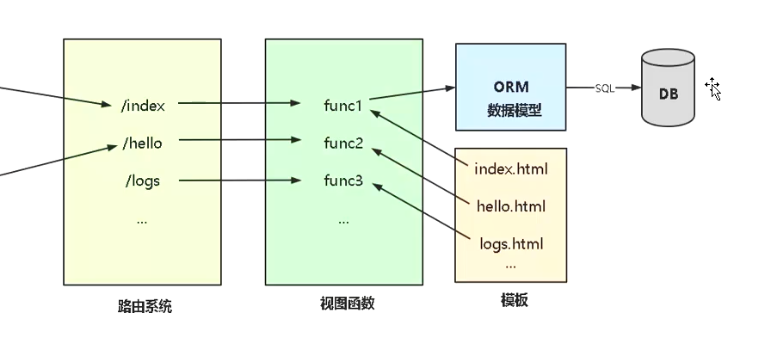 /index
/hello
/logs
...
路由系统
func1
func2
func3
...
视图函数
ORM
数据模型
SQL
DB
index.html
hello.html
logs.html
...
模板